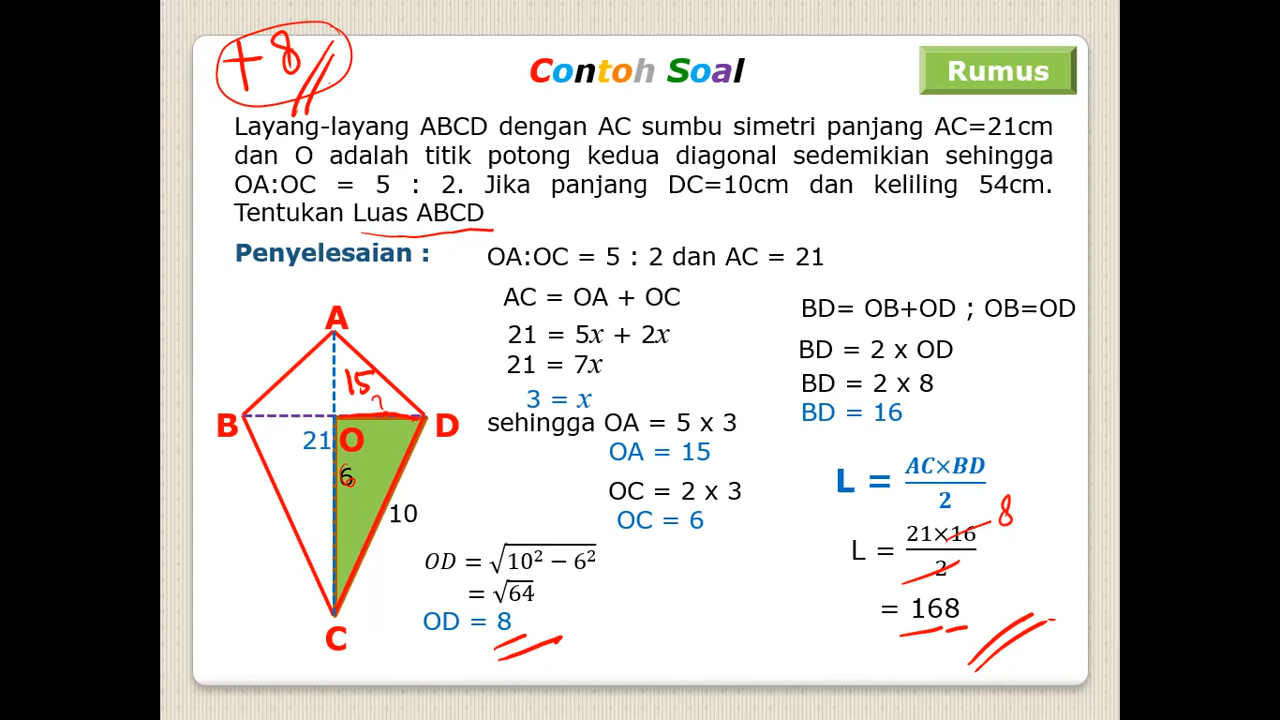 +8
Contoh Soal
Rumus
Layang-layang ABCD dengan AC sumbu simetri panjang AC=21cm
dan O adalah titik potong kedua diagonal sedemikian sehingga
OA:OC = 5 : 2. Jika panjang DC=10cm dan keliling 54cm.
Tentukan Luas ABCD
Penyelesaian :
A
15
?
B
D
21
O
6
10
C
OA:OC = 5 : 2 dan AC = 21
AC = OA + OC
21 = 5x + 2x
21 = 7x
3 = x
sehingga OA = 5 x 3
OA = 15
OC = 2 x 3
OC = 6
OD = √10² − 6²
= √64
OD = 8
BD= OB+OD ; OB=OD
BD = 2 x OD
BD = 2 x 8
BD = 16
L = AC×BD
2
8
L = 21×16
2
= 168